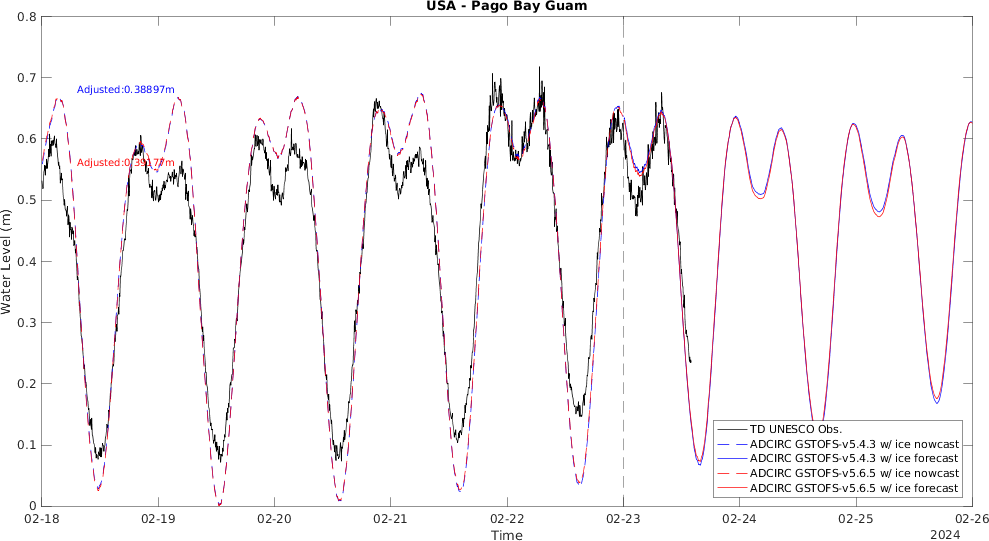 USA - Pago Bay Guam
0.8
0.7
0.6
0.5
0.4
0.3
0.2
0.1
0
Water Level (m)
Adjusted:0.38897m
Adjusted:0.39177m
TD UNESCO Obs.
ADCIRC GSTOFS-v5.4.3 w/ ice nowcast
ADCIRC GSTOFS-v5.4.3 w/ ice forecast
ADCIRC GSTOFS-v5.6.5 w/ ice nowcast
ADCIRC GSTOFS-v5.6.5 w/ ice forecast
02-18 02-19 02-20 02-21 02-22 02-23 02-24 02-25 02-26
Time
2024